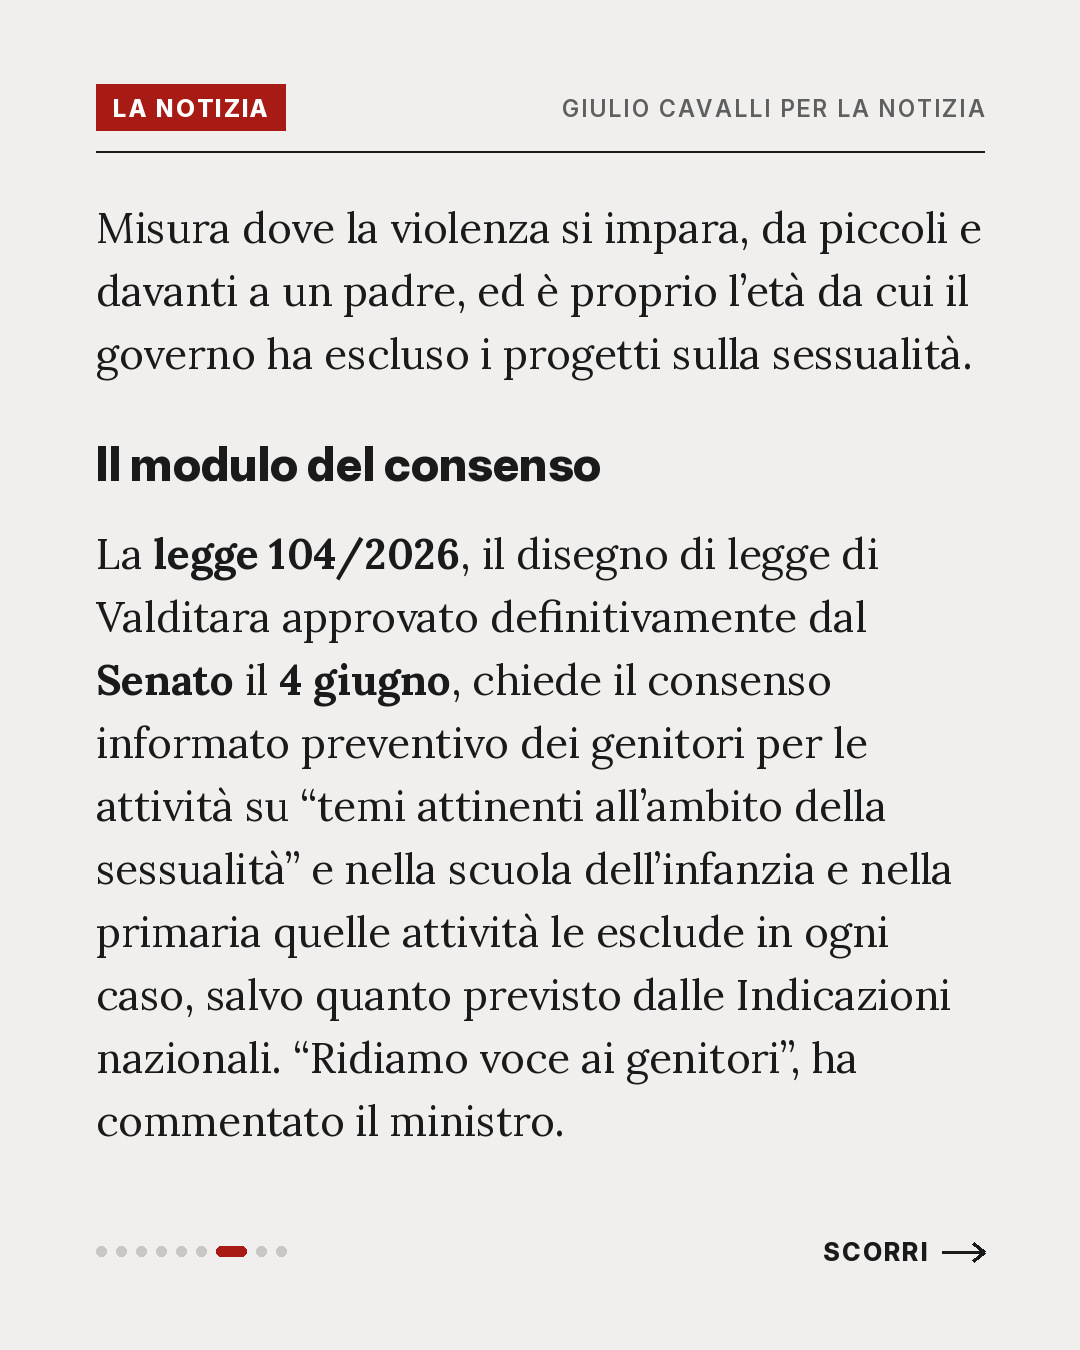 LA NOTIZIA
GIULIO CAVALLI PER LA NOTIZIA
Misura dove la violenza si impara, da piccoli e
davanti a un padre, ed è proprio l’età da cui il
governo ha escluso i progetti sulla sessualità.
Il modulo del consenso
La legge 104/2026, il disegno di legge di
Valditara approvato definitivamente dal
Senato il 4 giugno, chiede il consenso
informato preventivo dei genitori per le
attività su “temi attinenti all’ambito della
sessualità” e nella scuola dell’infanzia e nella
primaria quelle attività le esclude in ogni
caso, salvo quanto previsto dalle Indicazioni
nazionali. “Ridiamo voce ai genitori”, ha
commentato il ministro.
SCORRI